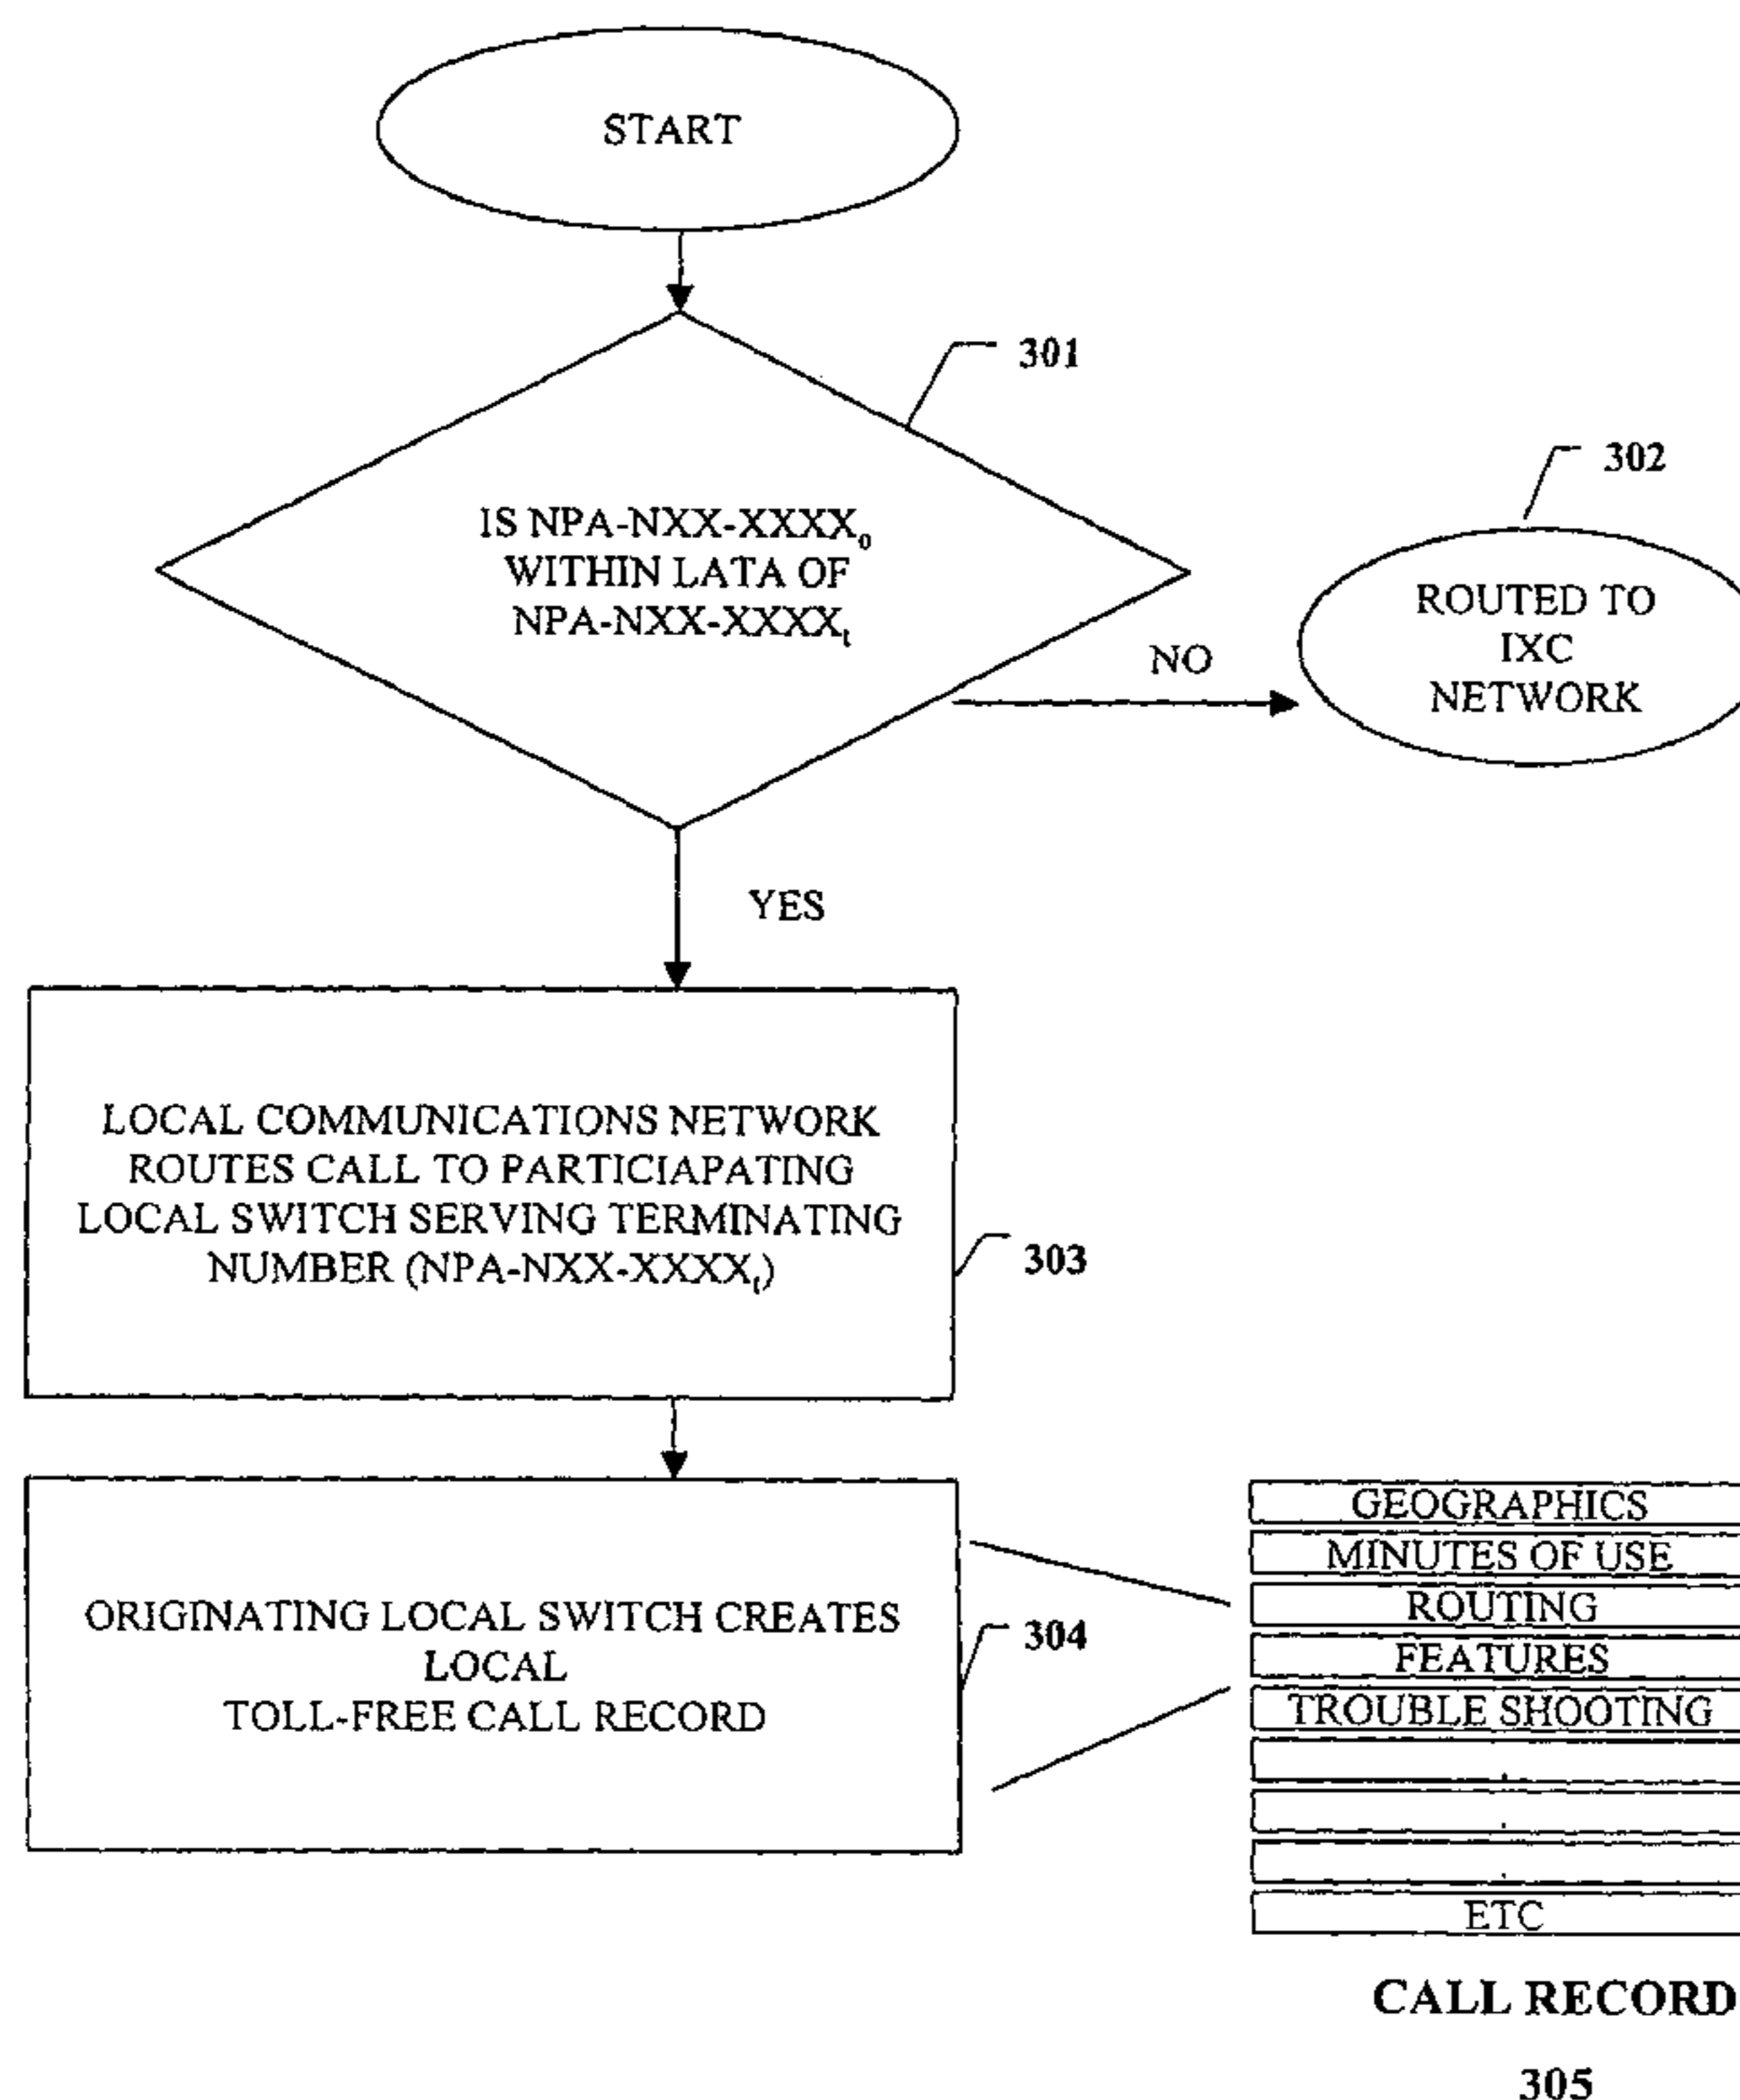 START
301
IS NPA-NXX-XXXXₒ
WITHIN LATA OF
NPA-NXX-XXXXₜ
302
ROUTED TO
IXC
NETWORK
NO
YES
LOCAL COMMUNICATIONS NETWORK
ROUTES CALL TO PARTICIAPATING
LOCAL SWITCH SERVING TERMINATING
NUMBER (NPA-NXX-XXXXₜ)
303
ORIGINATING LOCAL SWITCH CREATES
LOCAL
TOLL-FREE CALL RECORD
304
GEOGRAPHICS
MINUTES OF USE
ROUTING
FEATURES
TROUBLE SHOOTING
.
.
.
ETC
CALL RECORD
305